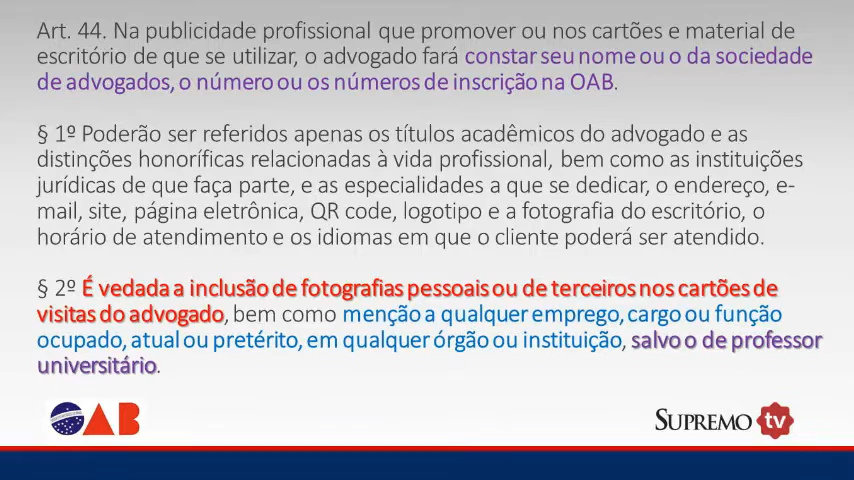 Art. 44. Na publicidade profissional que promover ou nos cartões e material de
escritório de que se utilizar, o advogado fará constar seu nome ou o da sociedade
de advogados, o número ou os números de inscrição na OAB.
§ 1º Poderão ser referidos apenas os títulos acadêmicos do advogado e as
distinções honoríficas relacionadas à vida profissional, bem como as instituições
jurídicas de que faça parte, e as especialidades a que se dedicar, o endereço, e-
mail, site, página eletrônica, QR code, logotipo e a fotografia do escritório, o
horário de atendimento e os idiomas em que o cliente poderá ser atendido.
§ 2º É vedada a inclusão de fotografias pessoais ou de terceiros nos cartões de
visitas do advogado, bem como menção a qualquer emprego, cargo ou função
ocupado, atual ou pretérito, em qualquer órgão ou instituição, salvo o de professor
universitário.
OAB
SUPREMO tv